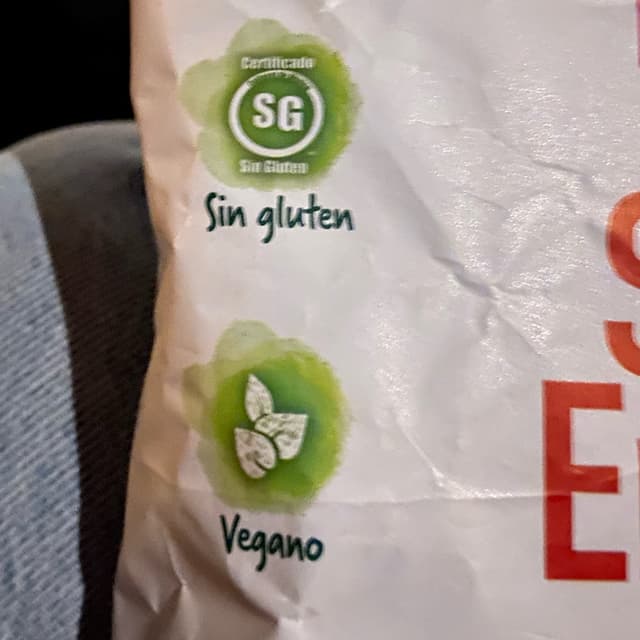 Certificado
SG
Sin Gluten
Sin gluten
Vegano
S
E